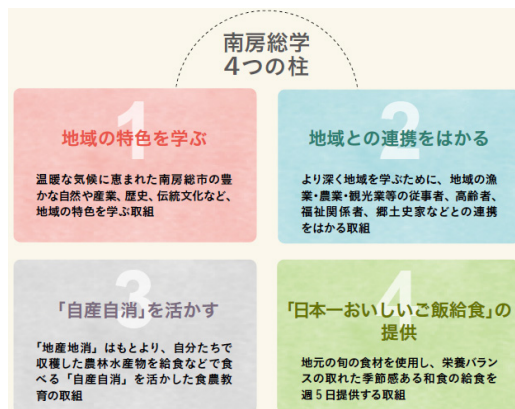 南房総学
4つの柱
1
地域の特色を学ぶ
温暖な気候に恵まれた南房総市の豊
かな自然や産業、歴史、伝統文化など、
地域の特色を学ぶ取組
2
地域との連携をはかる
より深く地域を学ぶために、地域の漁
業・農業・観光業等の従事者、高齢者、
福祉関係者、郷土史家などとの連携
をはかる取組
3
「自産自消」を活かす
「地産地消」はもとより、自分たちで
収穫した農林水産物を給食などで食
べる「自産自消」を活かした食農教
育の取組
4
「日本一おいしいご飯給食」の
提供
地元の旬の食材を使用し、栄養バラン
スの取れた季節感ある和食の給食を
週5日提供する取組